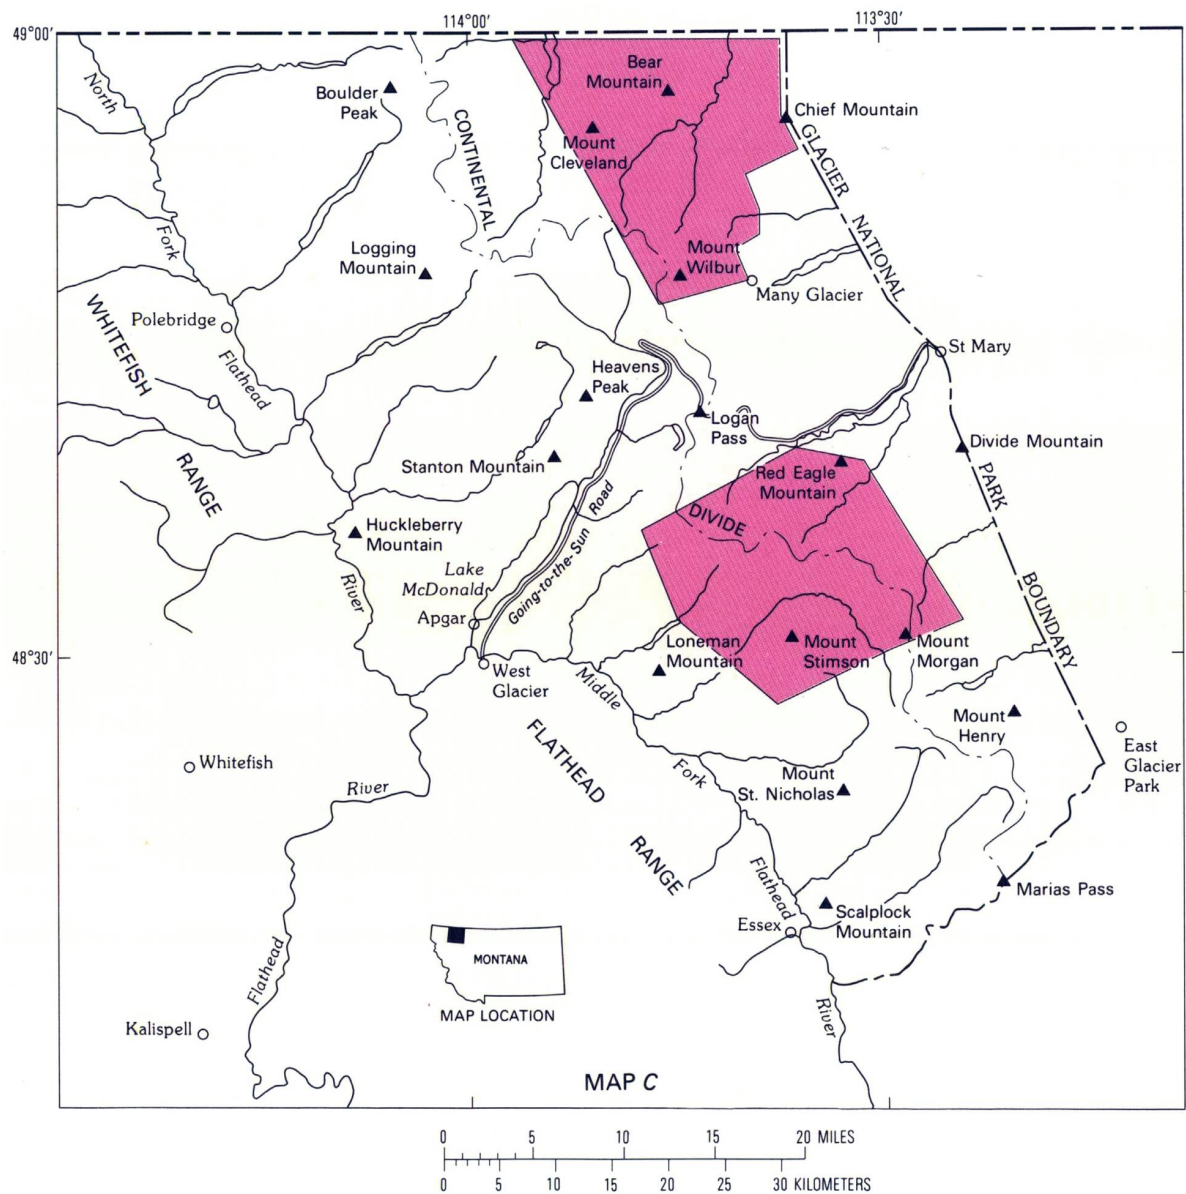 114°00'
113°30'
49°00'
North
Boulder
Peak
Bear
Mountain
Chief Mountain
CONTINENTAL
Mount
Cleveland
GLACIER
Fork
Logging
Mountain
Mount
Wilbur
NATIONAL
Many Glacier
WHITEFISH
Polebridge
St Mary
Flathead
Heavens
Peak
Logan
Pass
Divide Mountain
RANGE
Stanton Mountain
Red Eagle
Mountain
PARK
Road
DIVIDE
Huckleberry
Mountain
Going-to-the-Sun
Lake
McDonald
River
Apgar
BOUNDARY
48°30'
Loneman
Mountain
Mount
Stimson
Mount
Morgan
West
Glacier
Middle
Mount
Henry
FLATHEAD
East
Glacier
Park
Whitefish
River
Fork
Mount
St. Nicholas
RANGE
Flathead
Marias Pass
Scalplock
Mountain
Essex
MONTANA
MAP LOCATION
Flathead
River
Kalispell
MAP C
0 5 10 15 20 MILES
0 5 10 15 20 25 30 KILOMETERS